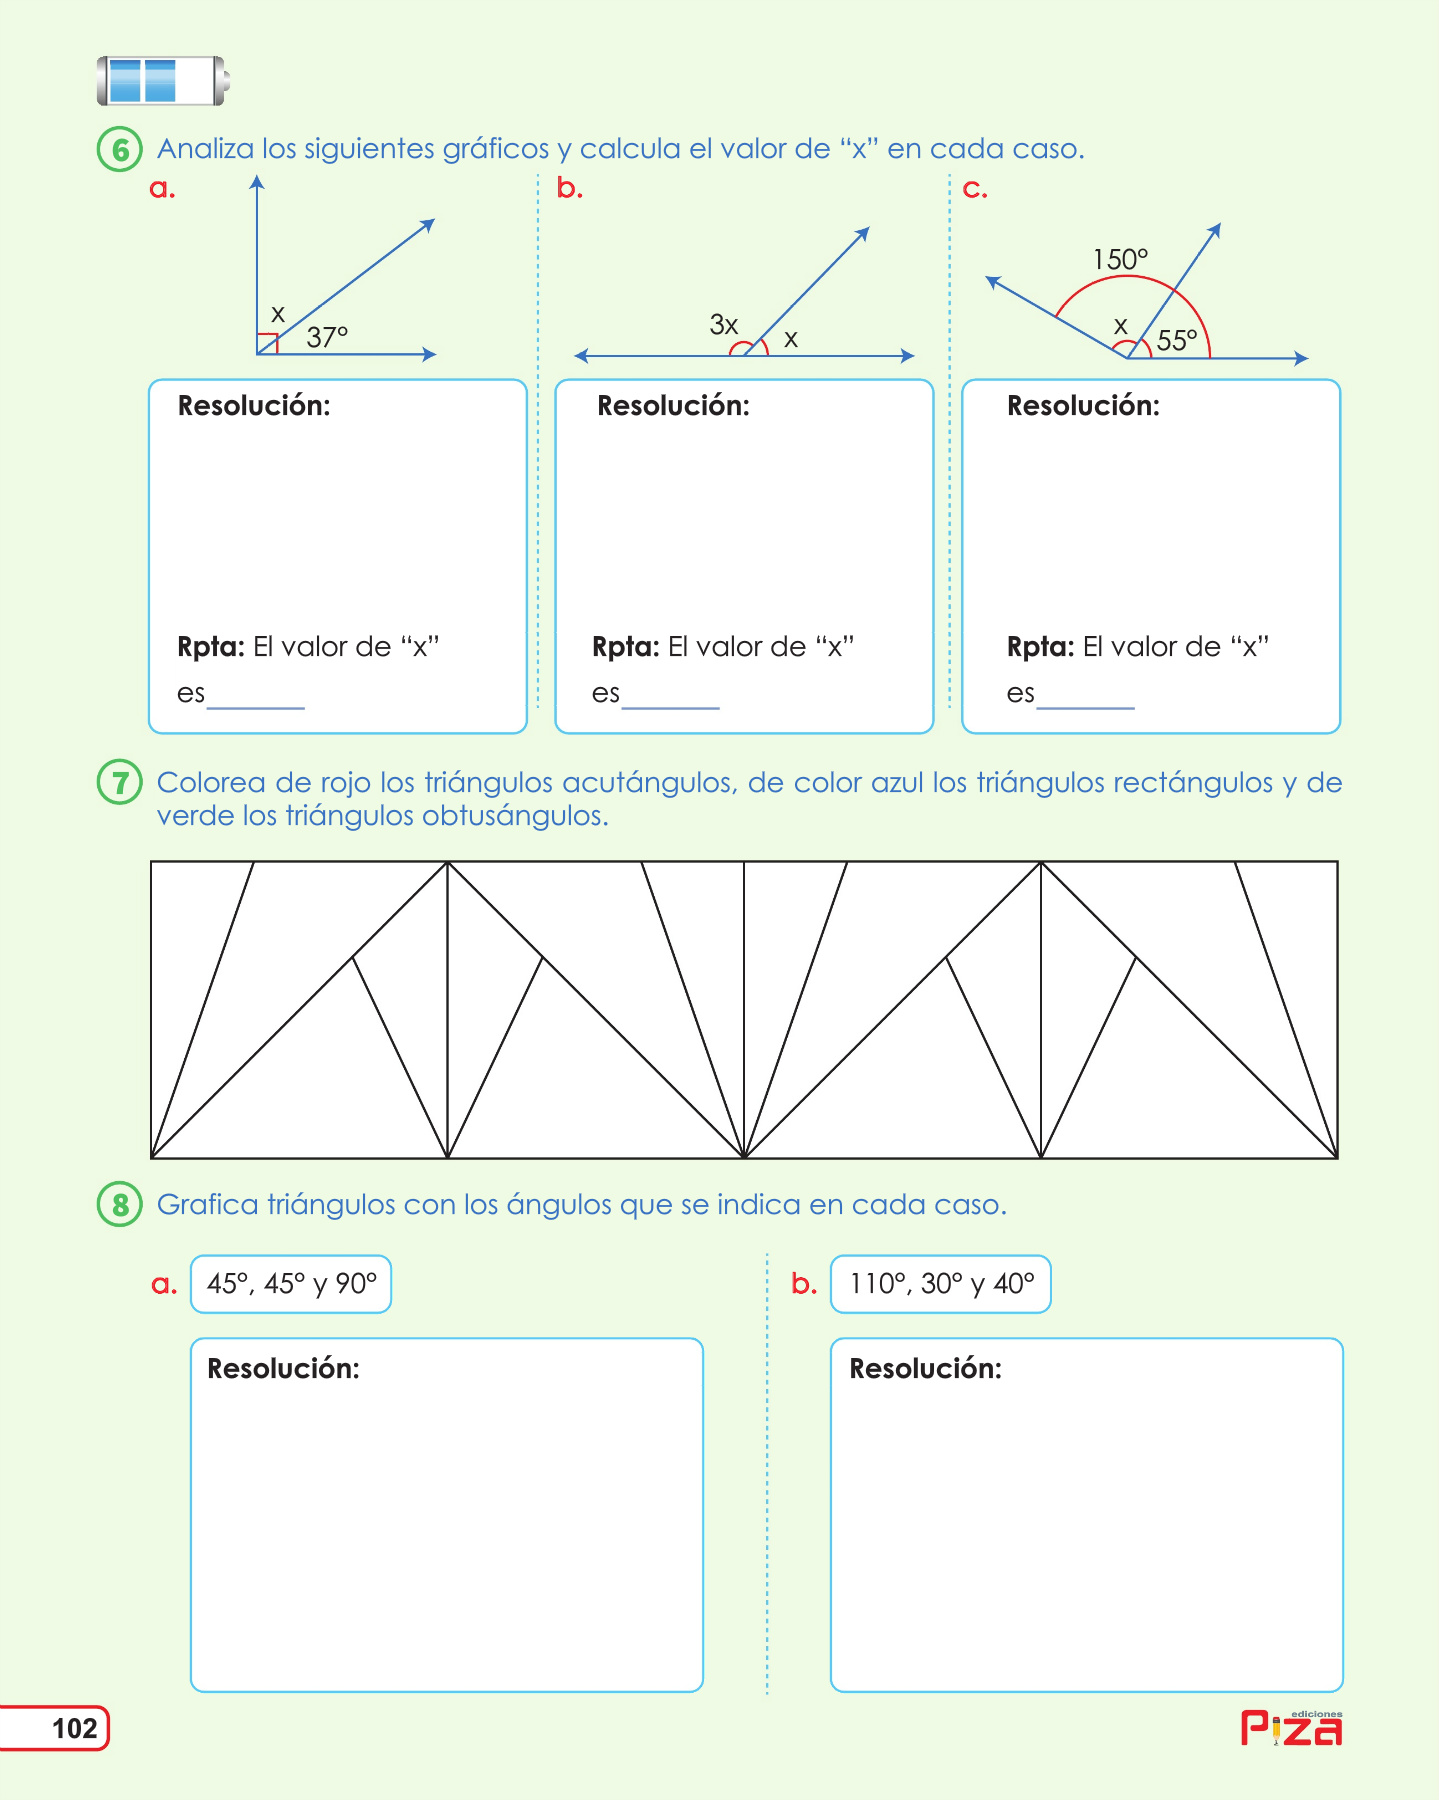 6 Analiza los siguientes gráficos y calcula el valor de “x” en cada caso.
a.
x
37°
b.
3x
x
c.
150°
x
55°
Resolución:
Rpta: El valor de “x”
es_______
Resolución:
Rpta: El valor de “x”
es_______
Resolución:
Rpta: El valor de “x”
es_______
7 Colorea de rojo los triángulos acutángulos, de color azul los triángulos rectángulos y de
verde los triángulos obtusángulos.
8 Grafica triángulos con los ángulos que se indica en cada caso.
a. 45°, 45° y 90°
b. 110°, 30° y 40°
Resolución:
Resolución:
102
ediciones
Piza